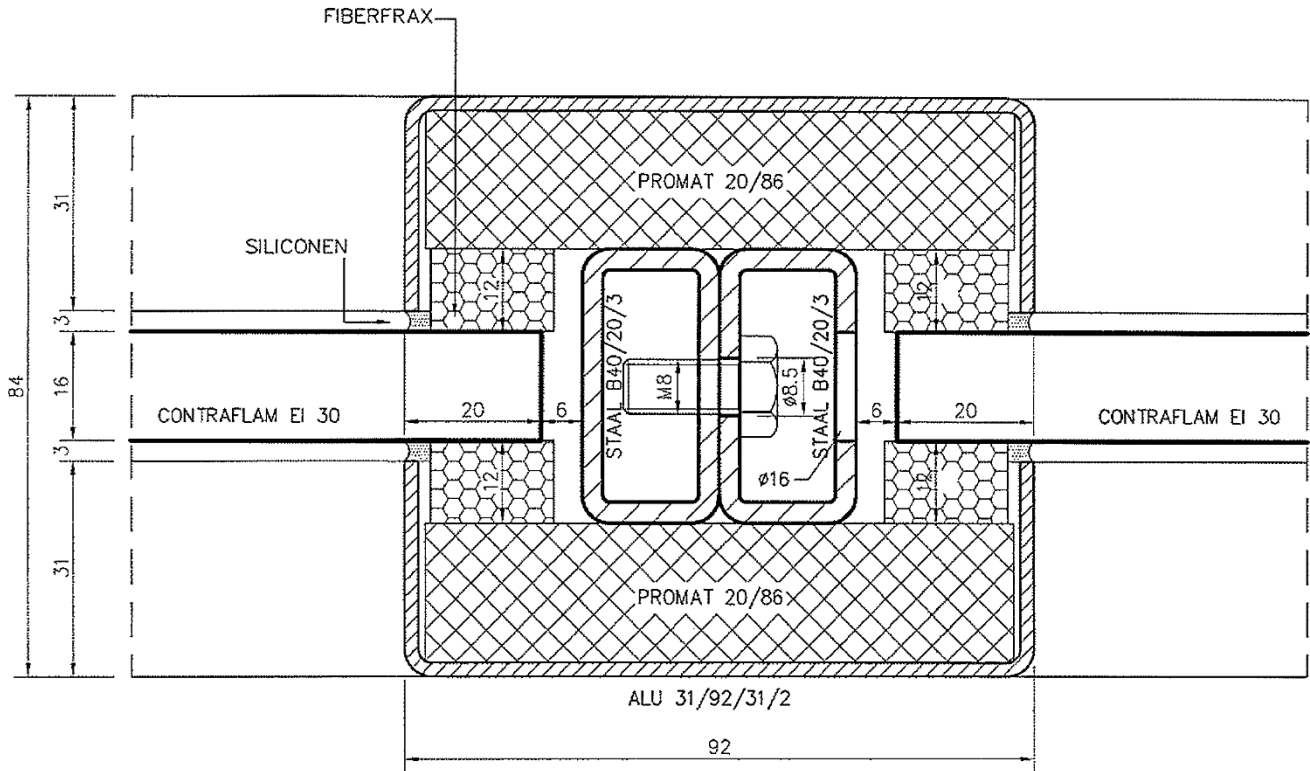 FIBERFRAX
PROMAT 20/86
SILICONEN
31
3
16
3
31
84
12
12
STAAL B40/20/3
STAAL B40/20/3
M8
ø8.5
CONTRAFLAM EI 30
20
6
6
20
CONTRAFLAM EI 30
ø16
12
12
PROMAT 20/86
ALU 31/92/31/2
92